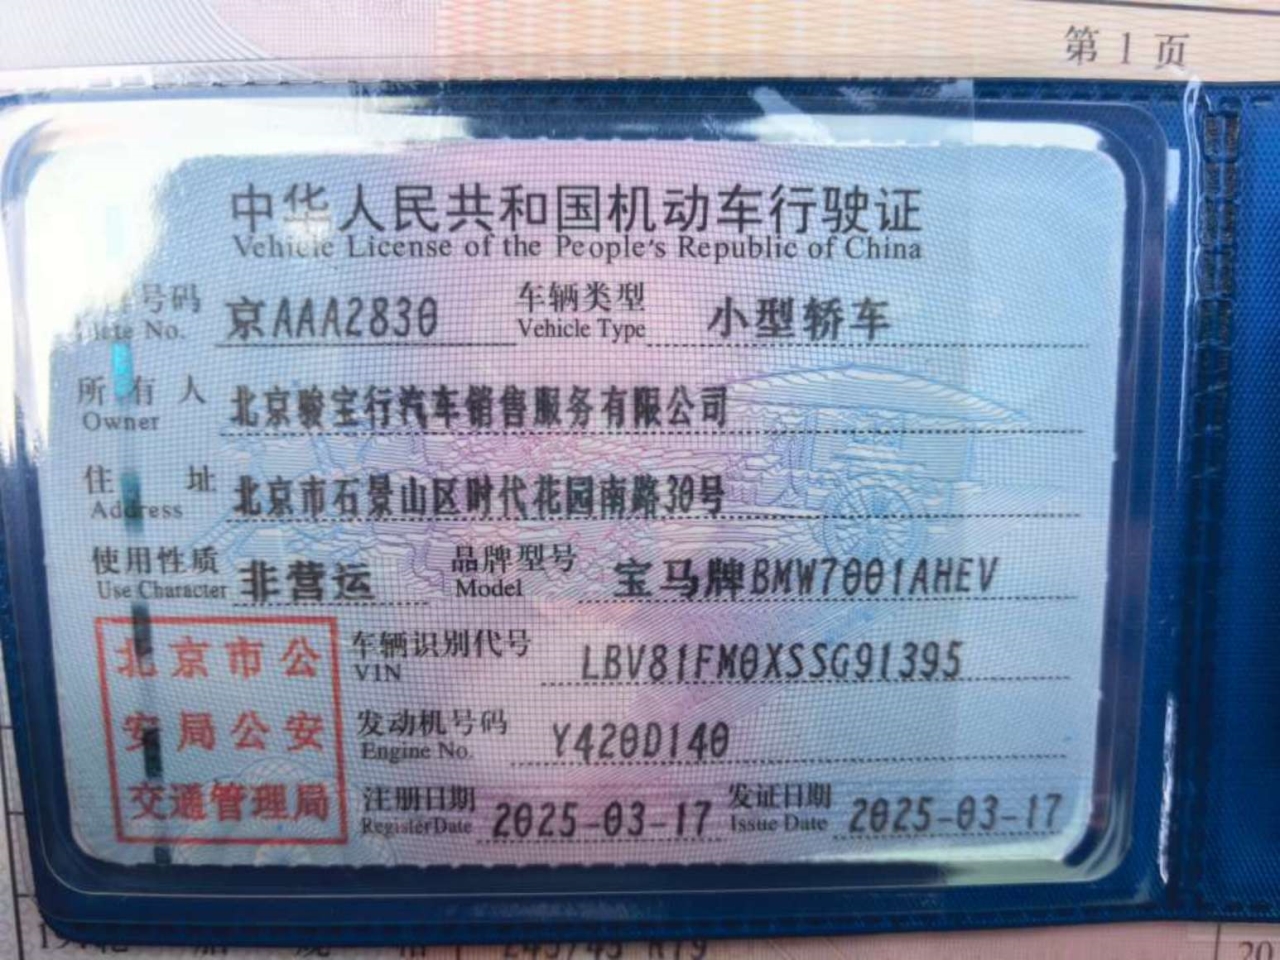 第1页
中华人民共和国机动车行驶证
Vehicle License of the People's Republic of China
号码 京AAA2830 车辆类型 小型轿车
Plate No. Vehicle Type
所有人 北京骏宝行汽车销售服务有限公司
Owner
住址 北京市石景山区时代花园南路30号
Address
使用性质 非营运 品牌型号 宝马牌BMW7001AHEV
Use Character Model
北京市公安局公安交通管理局
车辆识别代号 LBV81FM0XSSG91395
VIN
发动机号码 Y420D140
Engine No.
注册日期 2025-03-17 发证日期 2025-03-17
Register Date Issue Date
245/45 R19
20